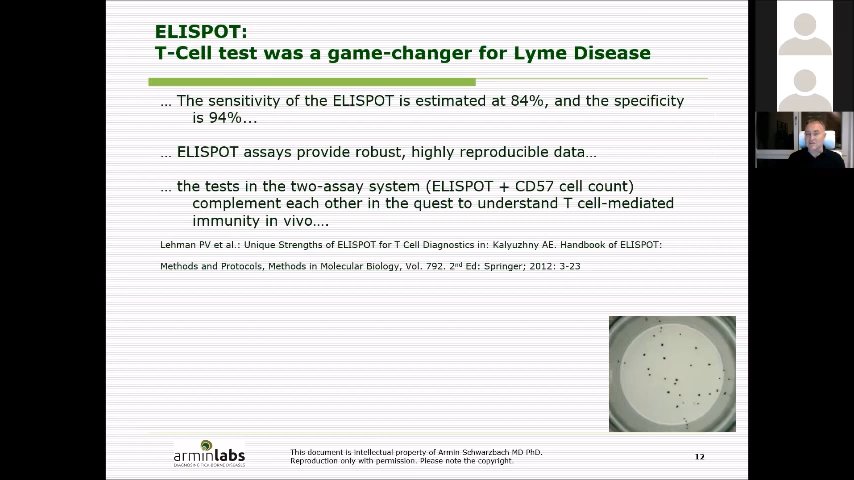 ELISPOT:
T-Cell test was a game-changer for Lyme Disease
… The sensitivity of the ELISPOT is estimated at 84%, and the specificity
is 94%...
… ELISPOT assays provide robust, highly reproducible data…
… the tests in the two-assay system (ELISPOT + CD57 cell count)
complement each other in the quest to understand T cell-mediated
immunity in vivo….
Lehman PV et al.: Unique Strengths of ELISPOT for T Cell Diagnostics in: Kalyuzhny AE. Handbook of ELISPOT:
Methods and Protocols, Methods in Molecular Biology, Vol. 792. 2nd Ed: Springer; 2012: 3-23
arminlabs
DIAGNOSING TICK-BORNE DISEASES
This document is intellectual property of Armin Schwarzbach MD PhD.
Reproduction only with permission. Please note the copyright.
12